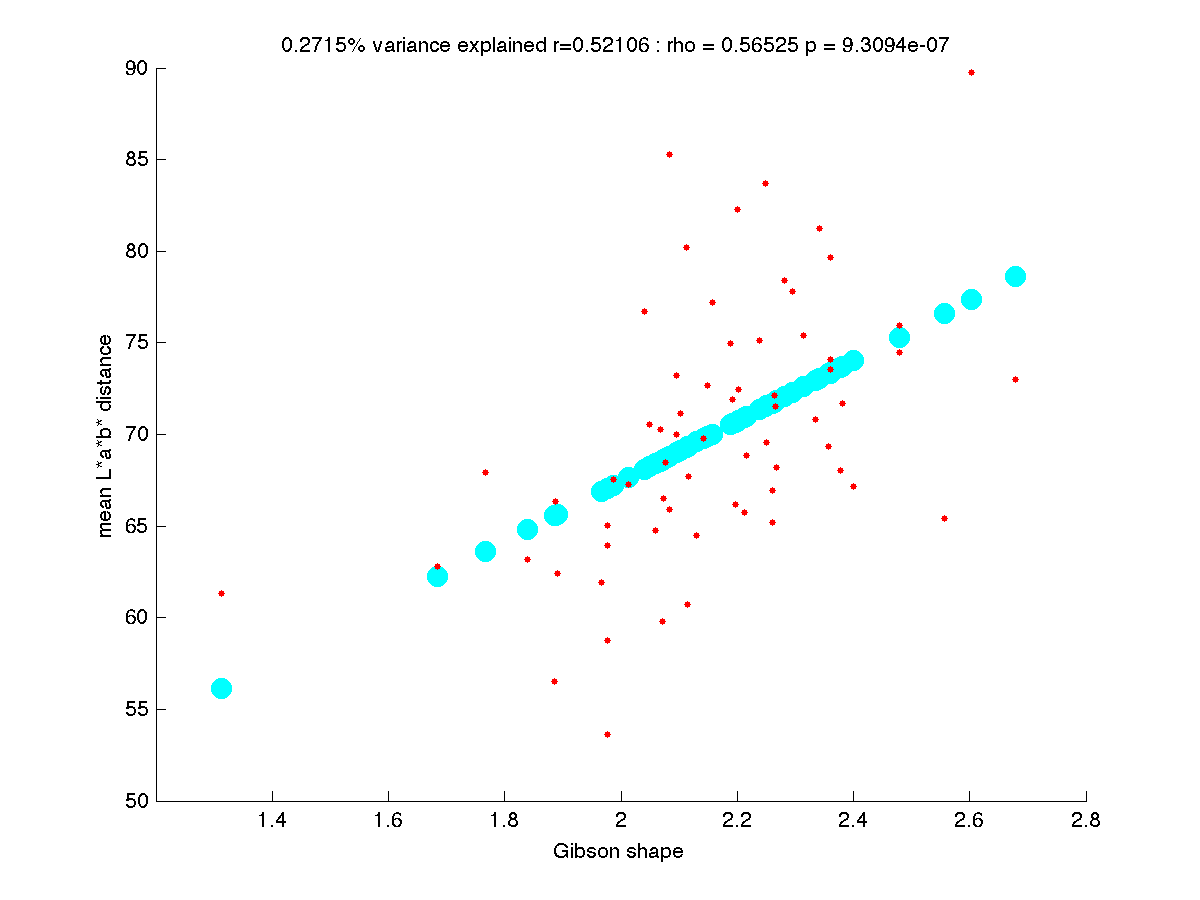 0.2715% variance explained r=0.52106 : rho = 0.56525 p = 9.3094e-07
90
85
80
75
70
65
60
55
50
mean L*a*b* distance
1.4 1.6 1.8 2 2.2 2.4 2.6 2.8
Gibson shape